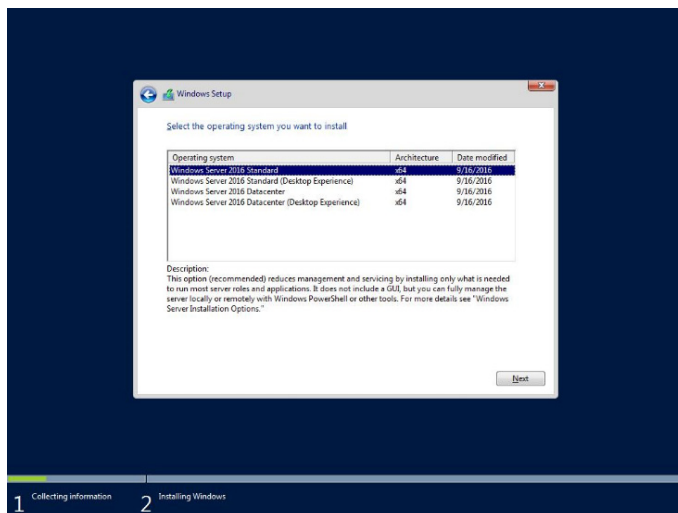 Windows Setup
Select the operating system you want to install
Operating system Architecture Date modified
Windows Server 2016 Standard x64 9/16/2016
Windows Server 2016 Standard (Desktop Experience) x64 9/16/2016
Windows Server 2016 Datacenter x64 9/16/2016
Windows Server 2016 Datacenter (Desktop Experience) x64 9/16/2016
Description:
This option (recommended) reduces management and servicing by installing only what is needed
to run most server roles and applications. It does not include a GUI, but you can fully manage the
server locally or remotely with Windows PowerShell or other tools. For more details see "Windows
Server Installation Options."
Next
1 Collecting information 2 Installing Windows